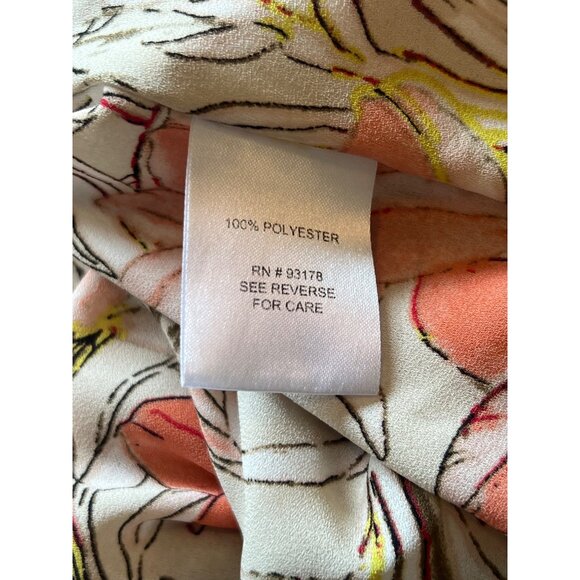 100% POLYESTER
RN # 93178
SEE REVERSE
FOR CARE